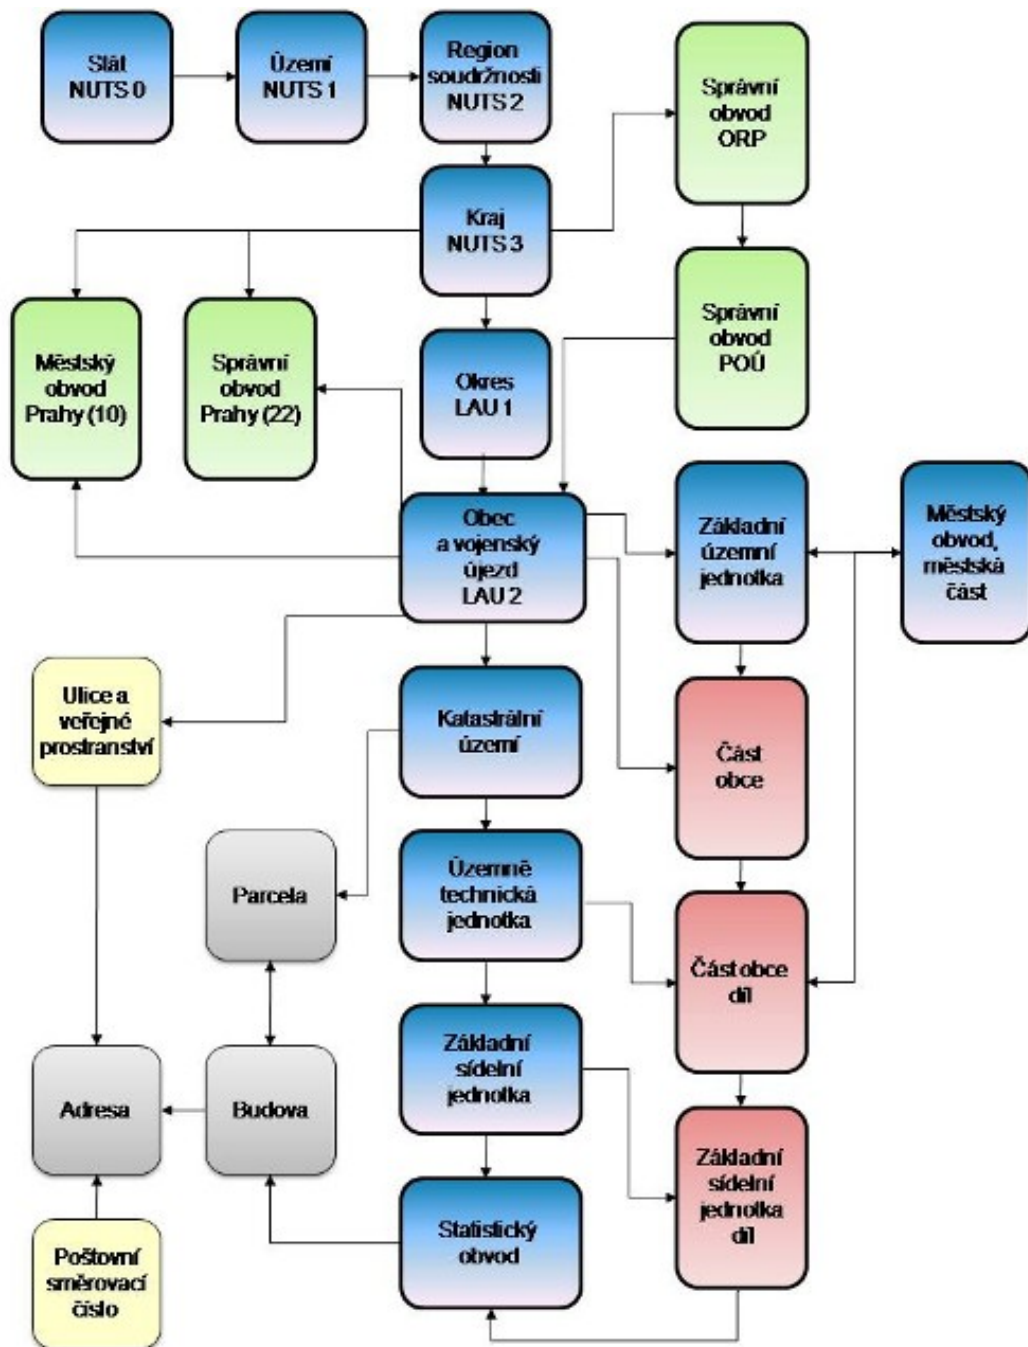 Stát
NUTS 0
Území
NUTS 1
Region
soudržnosti
NUTS 2
Správní
obvod
ORP
Kraj
NUTS 3
Městský
obvod
Prahy (10)
Správní
obvod
Prahy (22)
Okres
LAU 1
Správní
obvod
POÚ
Obec
a vojenský
újezd
LAU 2
Základní
územní
jednotka
Městský
obvod,
městská
část
Ulice a
veřejné
prostranství
Katastrální
území
Část
obce
Parcela
Územně
technická
jednotka
Část obce
díl
Adresa
Budova
Základní
sídelní
jednotka
Základní
sídelní
jednotka
díl
Poštovní
směrovací
číslo
Statistický
obvod